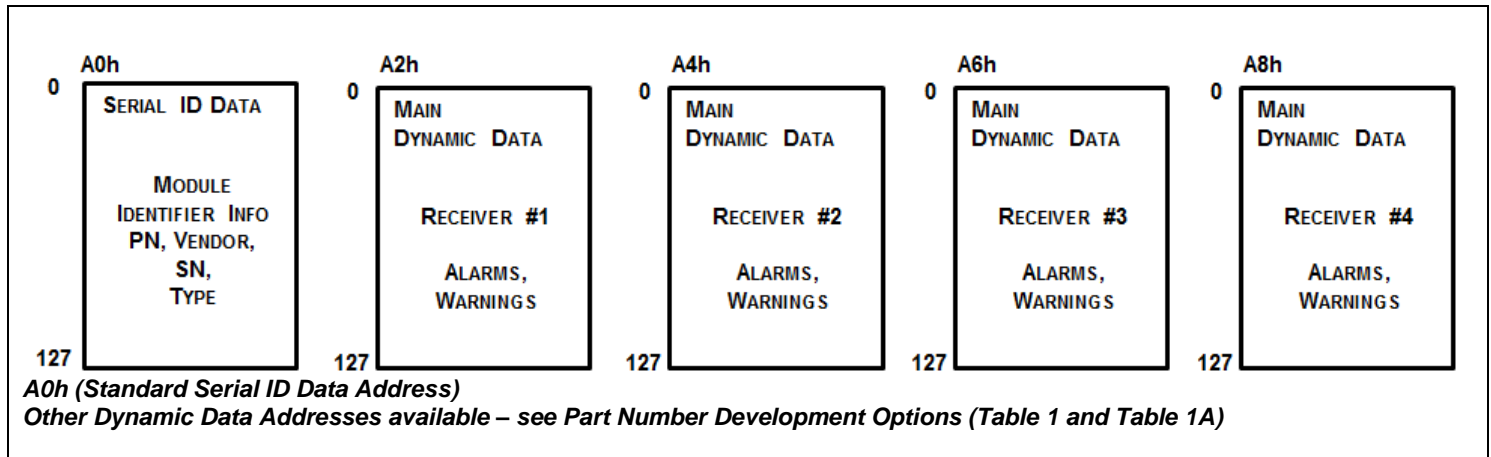 A0h
A2h
A4h
A6h
A8h
0
0
0
0
0
SERIAL ID DATA
MODULE
IDENTIFIER INFO
PN, VENDOR,
SN,
TYPE
MAIN
DYNAMIC DATA
RECEIVER #1
ALARMS,
WARNINGS
MAIN
DYNAMIC DATA
RECEIVER #2
ALARMS,
WARNINGS
MAIN
DYNAMIC DATA
RECEIVER #3
ALARMS,
WARNINGS
MAIN
DYNAMIC DATA
RECEIVER #4
ALARMS,
WARNINGS
127
127
127
127
127
A0h (Standard Serial ID Data Address)
Other Dynamic Data Addresses available – see Part Number Development Options (Table 1 and Table 1A)